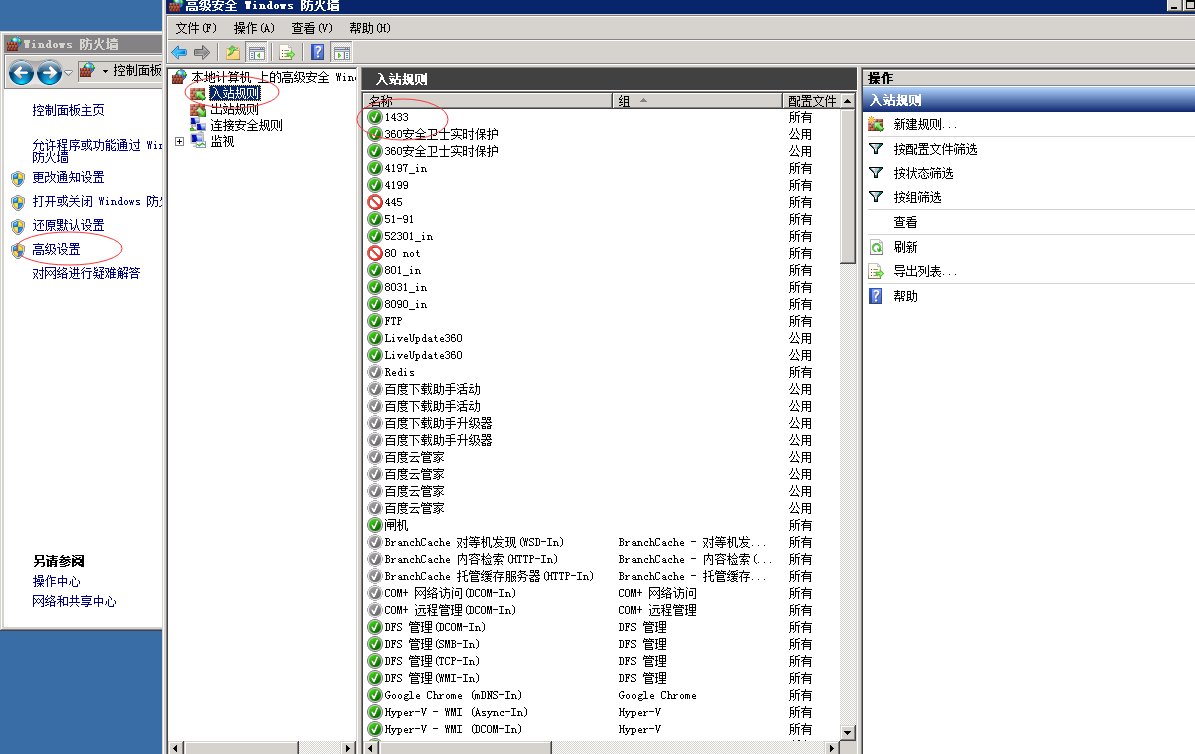 Windows 防火墙
控制面板
控制面板主页
允许程序或功能通过 Win
防火墙
更改通知设置
打开或关闭 Windows 防火
还原默认设置
高级设置
对网络进行疑难解答
另请参阅
操作中心
网络和共享中心
高级安全 Windows 防火墙
文件(F) 操作(A) 查看(V) 帮助(H)
本地计算机 上的高级安全 Win
入站规则
出站规则
连接安全规则
监视
入站规则
名称 组 配置文件
1433 所有
360安全卫士实时保护 公用
360安全卫士实时保护 公用
4197_in 所有
4199 所有
445 所有
51-91 所有
52301_in 所有
80 not 所有
801_in 所有
8031_in 所有
8090_in 所有
FTP 所有
LiveUpdate360 公用
LiveUpdate360 公用
Redis 所有
百度下载助手活动 公用
百度下载助手活动 公用
百度下载助手升级器 公用
百度下载助手升级器 公用
百度云管家 公用
百度云管家 公用
百度云管家 公用
百度云管家 公用
闸机 所有
BranchCache 对等机发现(WSD-In) BranchCache - 对等机发... 所有
BranchCache 内容检索(HTTP-In) BranchCache - 内容检索(... 所有
BranchCache 托管缓存服务器(HTTP-In) BranchCache - 托管缓存... 所有
COM+ 网络访问(DCOM-In) COM+ 网络访问 所有
COM+ 远程管理(DCOM-In) COM+ 远程管理 所有
DFS 管理(DCOM-In) DFS 管理 所有
DFS 管理(SMB-In) DFS 管理 所有
DFS 管理(TCP-In) DFS 管理 所有
DFS 管理(WMI-In) DFS 管理 所有
Google Chrome (mDNS-In) Google Chrome 所有
Hyper-V - WMI (Async-In) Hyper-V 所有
Hyper-V - WMI (DCOM-In) Hyper-V 所有
操作
入站规则
新建规则...
按配置文件筛选
按状态筛选
按组筛选
查看
刷新
导出列表...
帮助